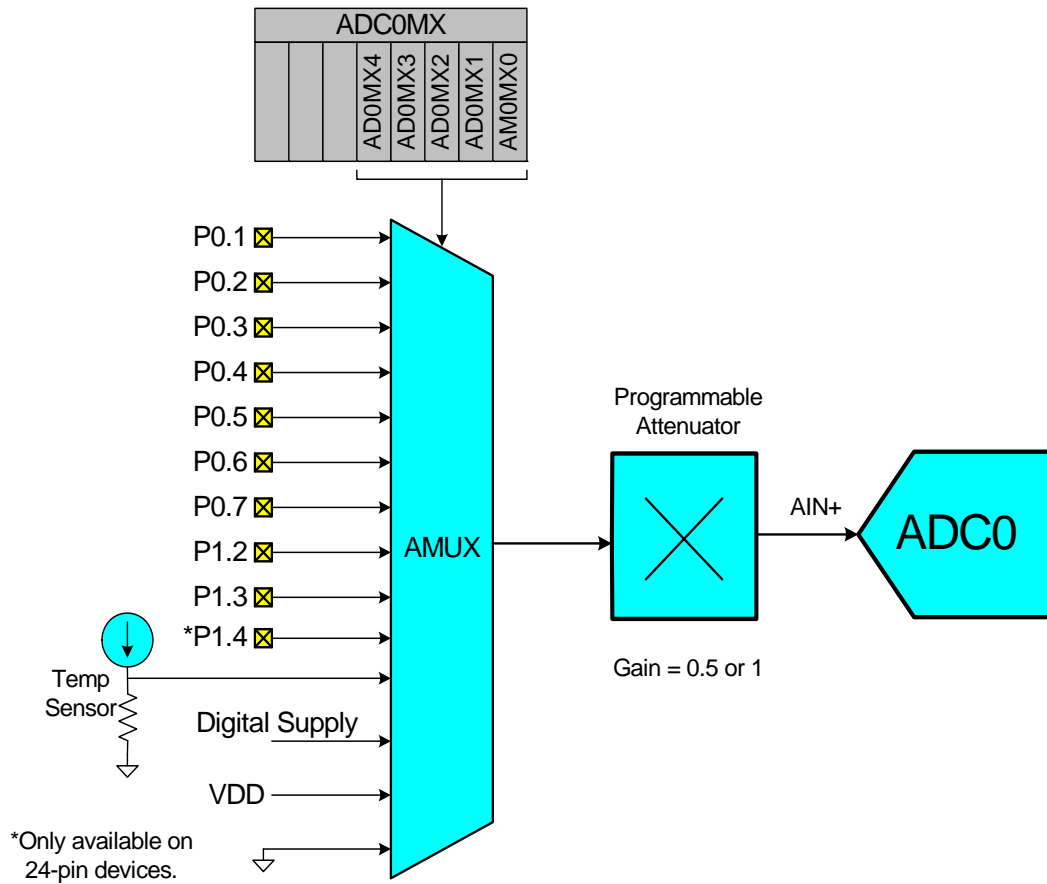 ADC0MX
AD0MX4
AD0MX3
AD0MX2
AD0MX1
AM0MX0
P0.1
P0.2
P0.3
P0.4
P0.5
P0.6
P0.7
P1.2
P1.3
*P1.4
AMUX
Programmable
Attenuator
AIN+
ADC0
Gain = 0.5 or 1
Temp
Sensor
Digital Supply
VDD
*Only available on
24-pin devices.